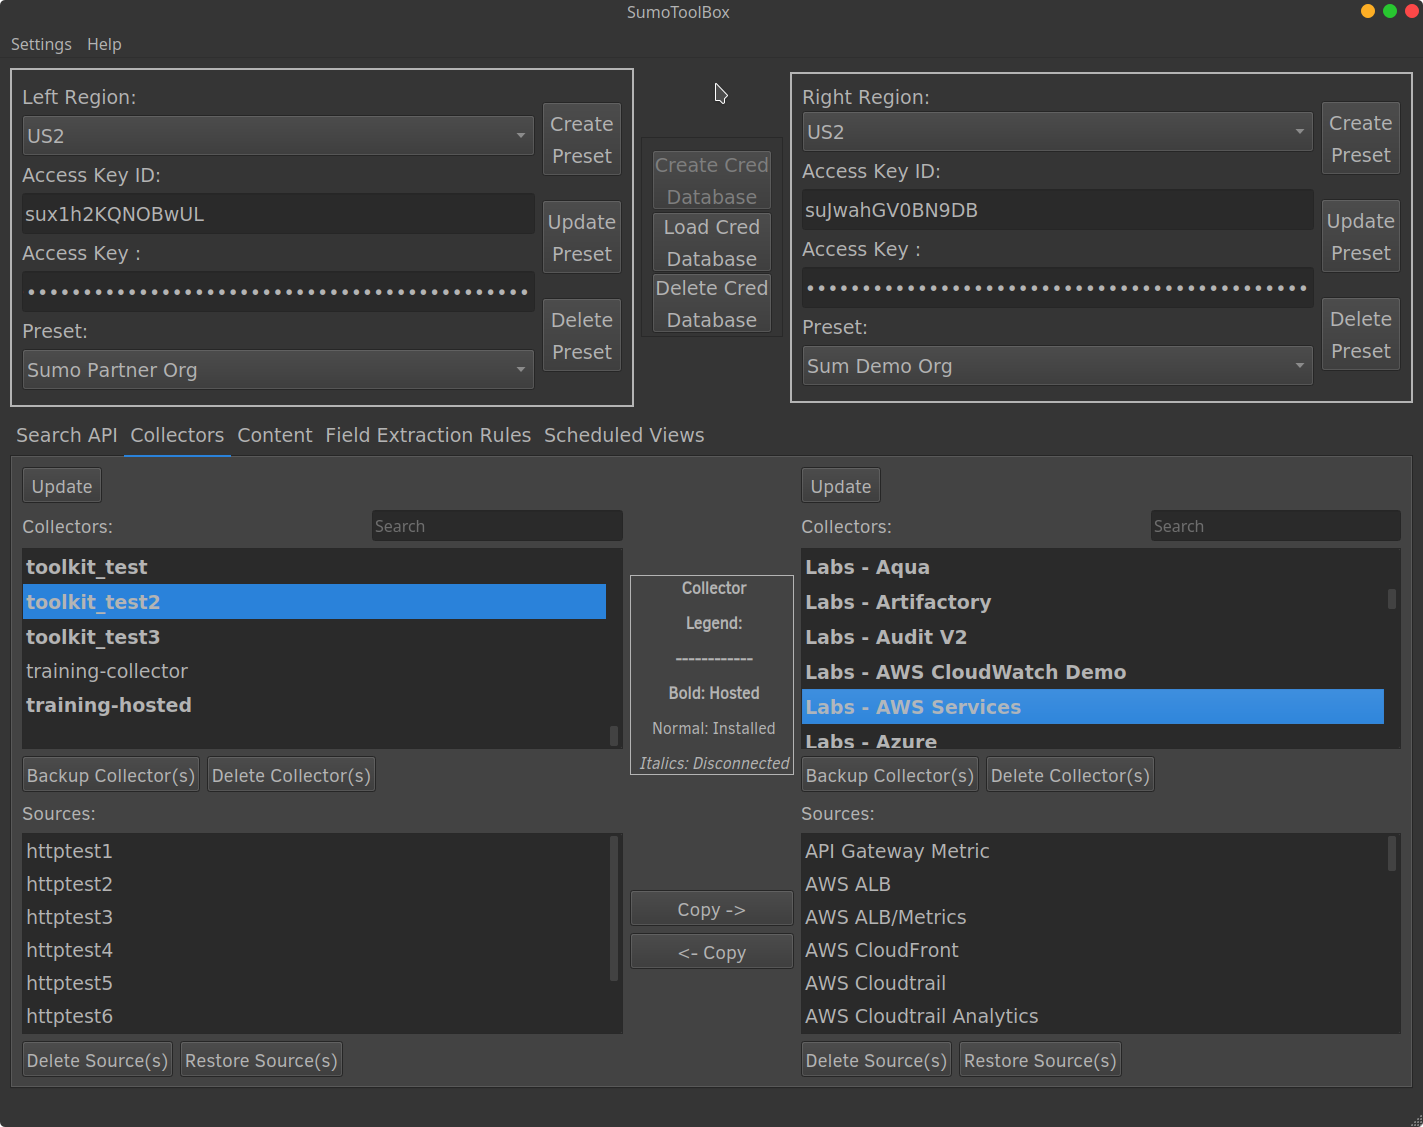 SumoToolBox
Settings Help
Left Region:
US2
Access Key ID:
sux1h2KQNOBwUL
Access Key :
••••••••••••••••••••••••••••••••••••••••••••
Preset:
Sumo Partner Org
Create
Preset
Update
Preset
Delete
Preset
Create Cred
Database
Load Cred
Database
Delete Cred
Database
Right Region:
US2
Access Key ID:
suJwahGV0BN9DB
Access Key :
••••••••••••••••••••••••••••••••••••••••••••
Preset:
Sum Demo Org
Create
Preset
Update
Preset
Delete
Preset
Search API Collectors Content Field Extraction Rules Scheduled Views
Update
Collectors: Search
toolkit_test
toolkit_test2
toolkit_test3
training-collector
training-hosted
Backup Collector(s) Delete Collector(s)
Sources:
httptest1
httptest2
httptest3
httptest4
httptest5
httptest6
Delete Source(s) Restore Source(s)
Collector
Legend:
------------
Bold: Hosted
Normal: Installed
Italics: Disconnected
Copy ->
<- Copy
Update
Collectors: Search
Labs - Aqua
Labs - Artifactory
Labs - Audit V2
Labs - AWS CloudWatch Demo
Labs - AWS Services
Labs - Azure
Backup Collector(s) Delete Collector(s)
Sources:
API Gateway Metric
AWS ALB
AWS ALB/Metrics
AWS CloudFront
AWS Cloudtrail
AWS Cloudtrail Analytics
Delete Source(s) Restore Source(s)